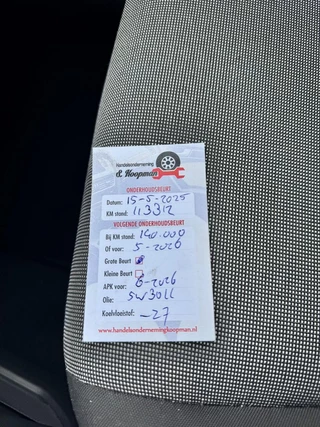 Handelsonderneming
S. Koopman
ONDERHOUDSBEURT
Datum: 15-5-2025
KM stand: 113312
VOLGENDE ONDERHOUDSBEURT
Bij KM stand: 140.000
Of voor: 5-2026
Grote Beurt
Kleine Beurt
APK voor: 6-2026
Olie: 5W30LL
Koelvloeistof: -27
www.handelsondernemingkoopman.nl